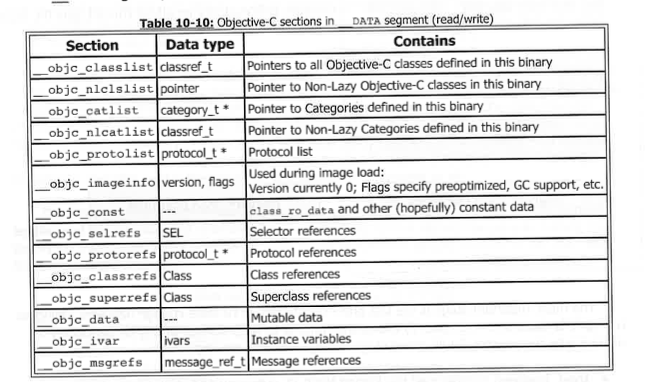 Table 10-10: Objective-C sections in __DATA segment (read/write)
Section Data type Contains
__objc_classlist classref_t Pointers to all Objective-C classes defined in this binary
__objc_nlclslist pointer Pointer to Non-Lazy Objective-C classes in this binary
__objc_catlist category_t * Pointer to Categories defined in this binary
__objc_nlcatlist classref_t Pointer to Non-Lazy Categories defined in this binary
__objc_protolist protocol_t * Protocol list
__objc_imageinfo version, flags Used during image load:
Version currently 0; Flags specify preoptimized, GC support, etc.
__objc_const --- class_ro_data and other (hopefully) constant data
__objc_selrefs SEL Selector references
__objc_protorefs protocol_t * Protocol references
__objc_classrefs Class Class references
__objc_superrefs Class Superclass references
__objc_data --- Mutable data
__objc_ivar ivars Instance variables
__objc_msgrefs message_ref_t Message references